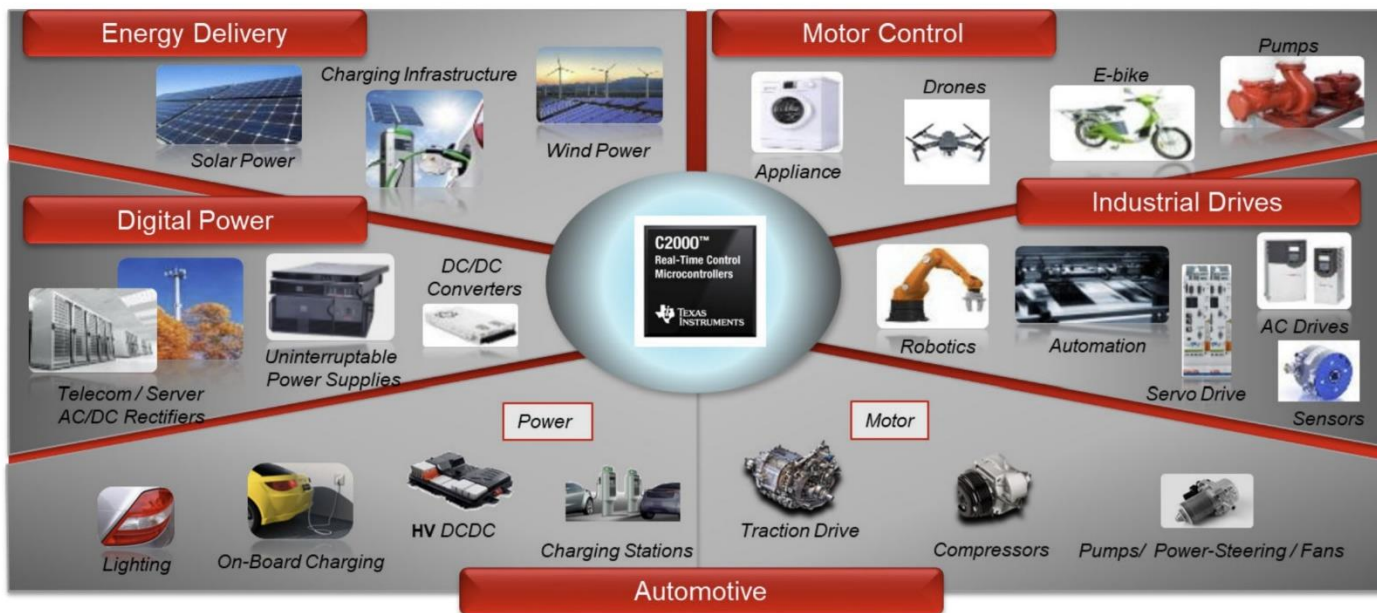 Energy Delivery
Solar Power
Charging Infrastructure
Wind Power
Motor Control
Appliance
Drones
E-bike
Pumps
Digital Power
Telecom / Server
AC/DC Rectifiers
Uninterruptable
Power Supplies
DC/DC
Converters
C2000™
Real-Time Control
Microcontrollers
TEXAS
INSTRUMENTS
Industrial Drives
Robotics
Automation
Servo Drive
AC Drives
Sensors
Power
Motor
Lighting
On-Board Charging
HV DCDC
Charging Stations
Traction Drive
Compressors
Pumps/ Power-Steering / Fans
Automotive